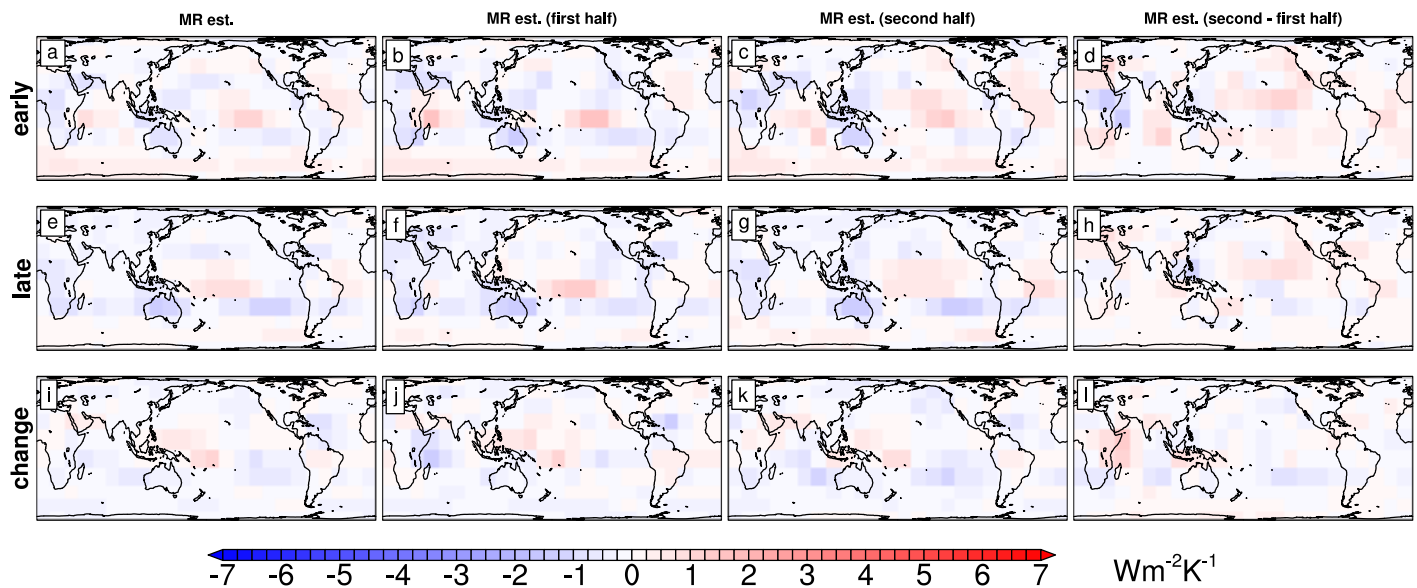 MR est. MR est. (first half) MR est. (second half) MR est. (second - first half)
early a b c d
late e f g h
change i j k l
-7 -6 -5 -4 -3 -2 -1 0 1 2 3 4 5 6 7 Wm⁻²K⁻¹